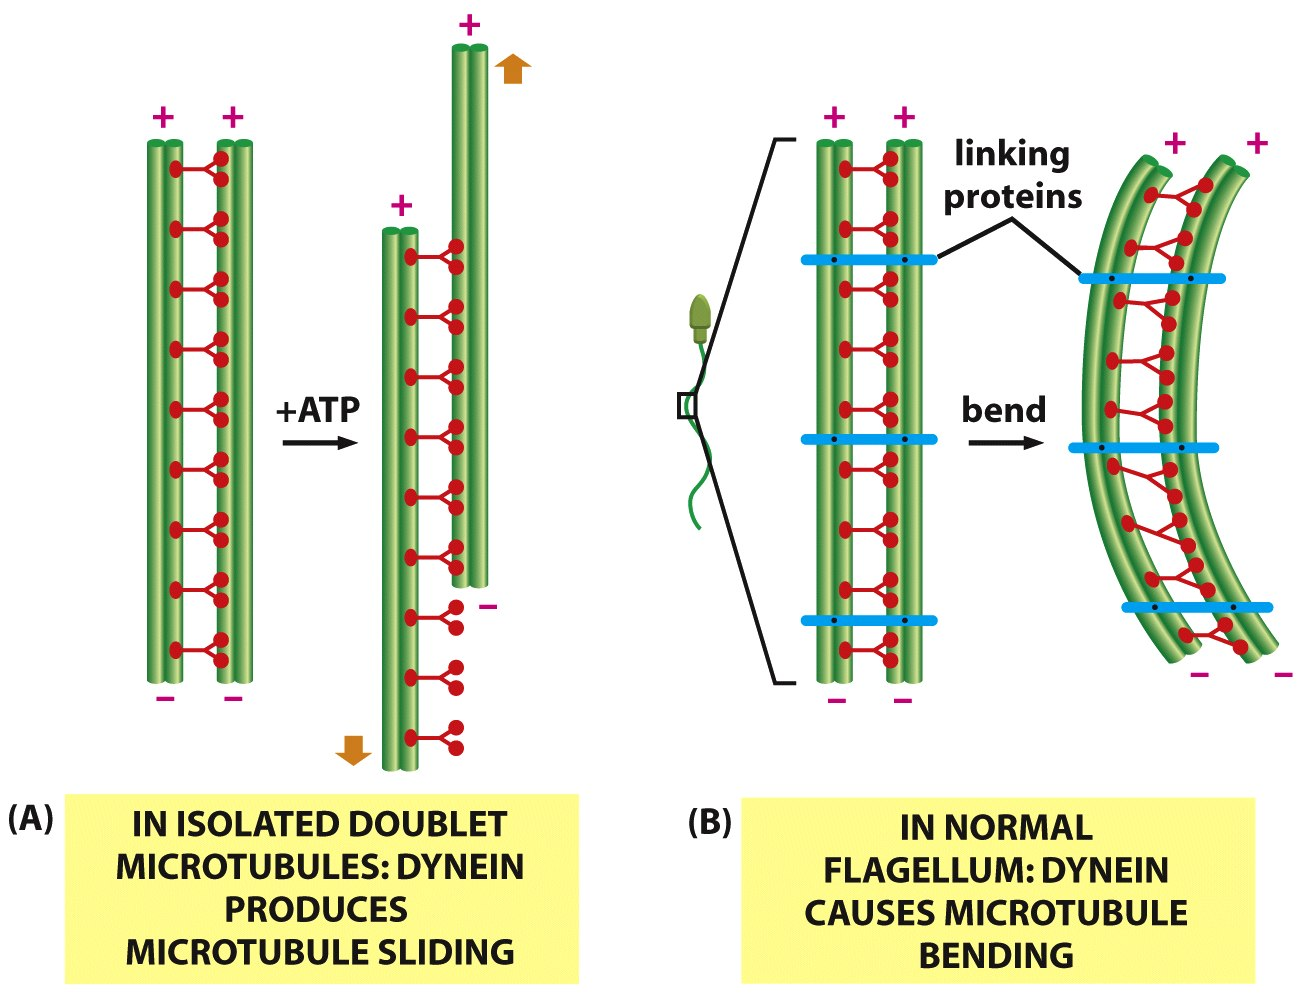 +
+ +
+
+ATP
−
− −
(A)
IN ISOLATED DOUBLET
MICROTUBULES: DYNEIN
PRODUCES
MICROTUBULE SLIDING
+ +
linking
proteins
+ +
bend
− −
− −
(B)
IN NORMAL
FLAGELLUM: DYNEIN
CAUSES MICROTUBULE
BENDING